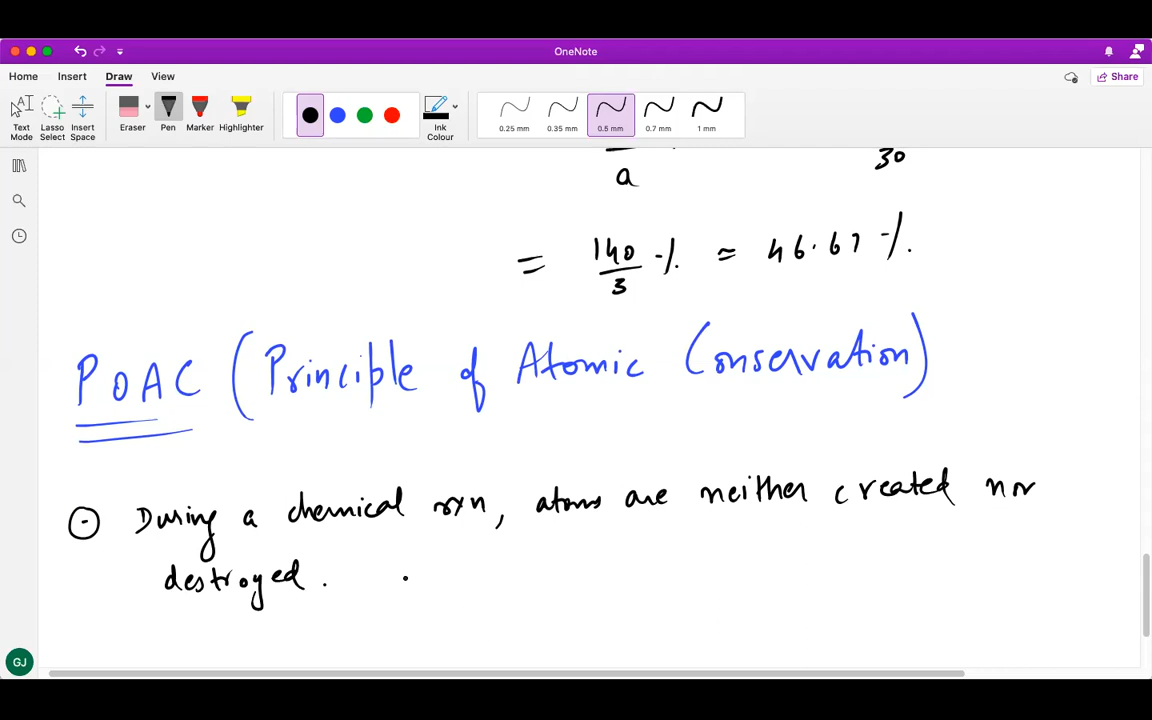 OneNote
Home Insert Draw View
Share
Text Mode
Lasso Select
Insert Space
Eraser
Pen
Marker
Highlighter
Ink Colour
0.25 mm
0.35 mm
0.5 mm
0.7 mm
1 mm
a
30
= 140/3 % ≈ 46.67 %
POAC (Principle of Atomic Conservation)
⊙ During a chemical rxn, atoms are neither created nor
destroyed.
GJ